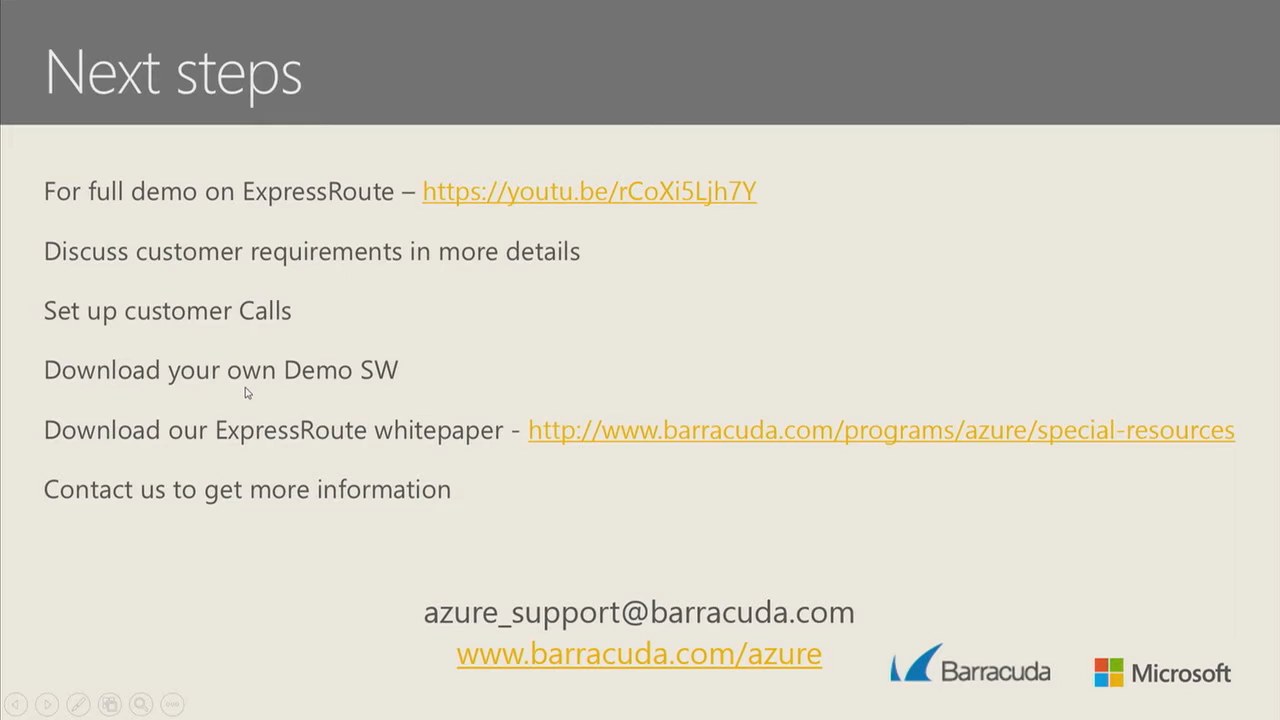 Next steps
For full demo on ExpressRoute – https://youtu.be/rCoXi5Ljh7Y
Discuss customer requirements in more details
Set up customer Calls
Download your own Demo SW
Download our ExpressRoute whitepaper - http://www.barracuda.com/programs/azure/special-resources
Contact us to get more information
azure_support@barracuda.com
www.barracuda.com/azure
Barracuda
Microsoft